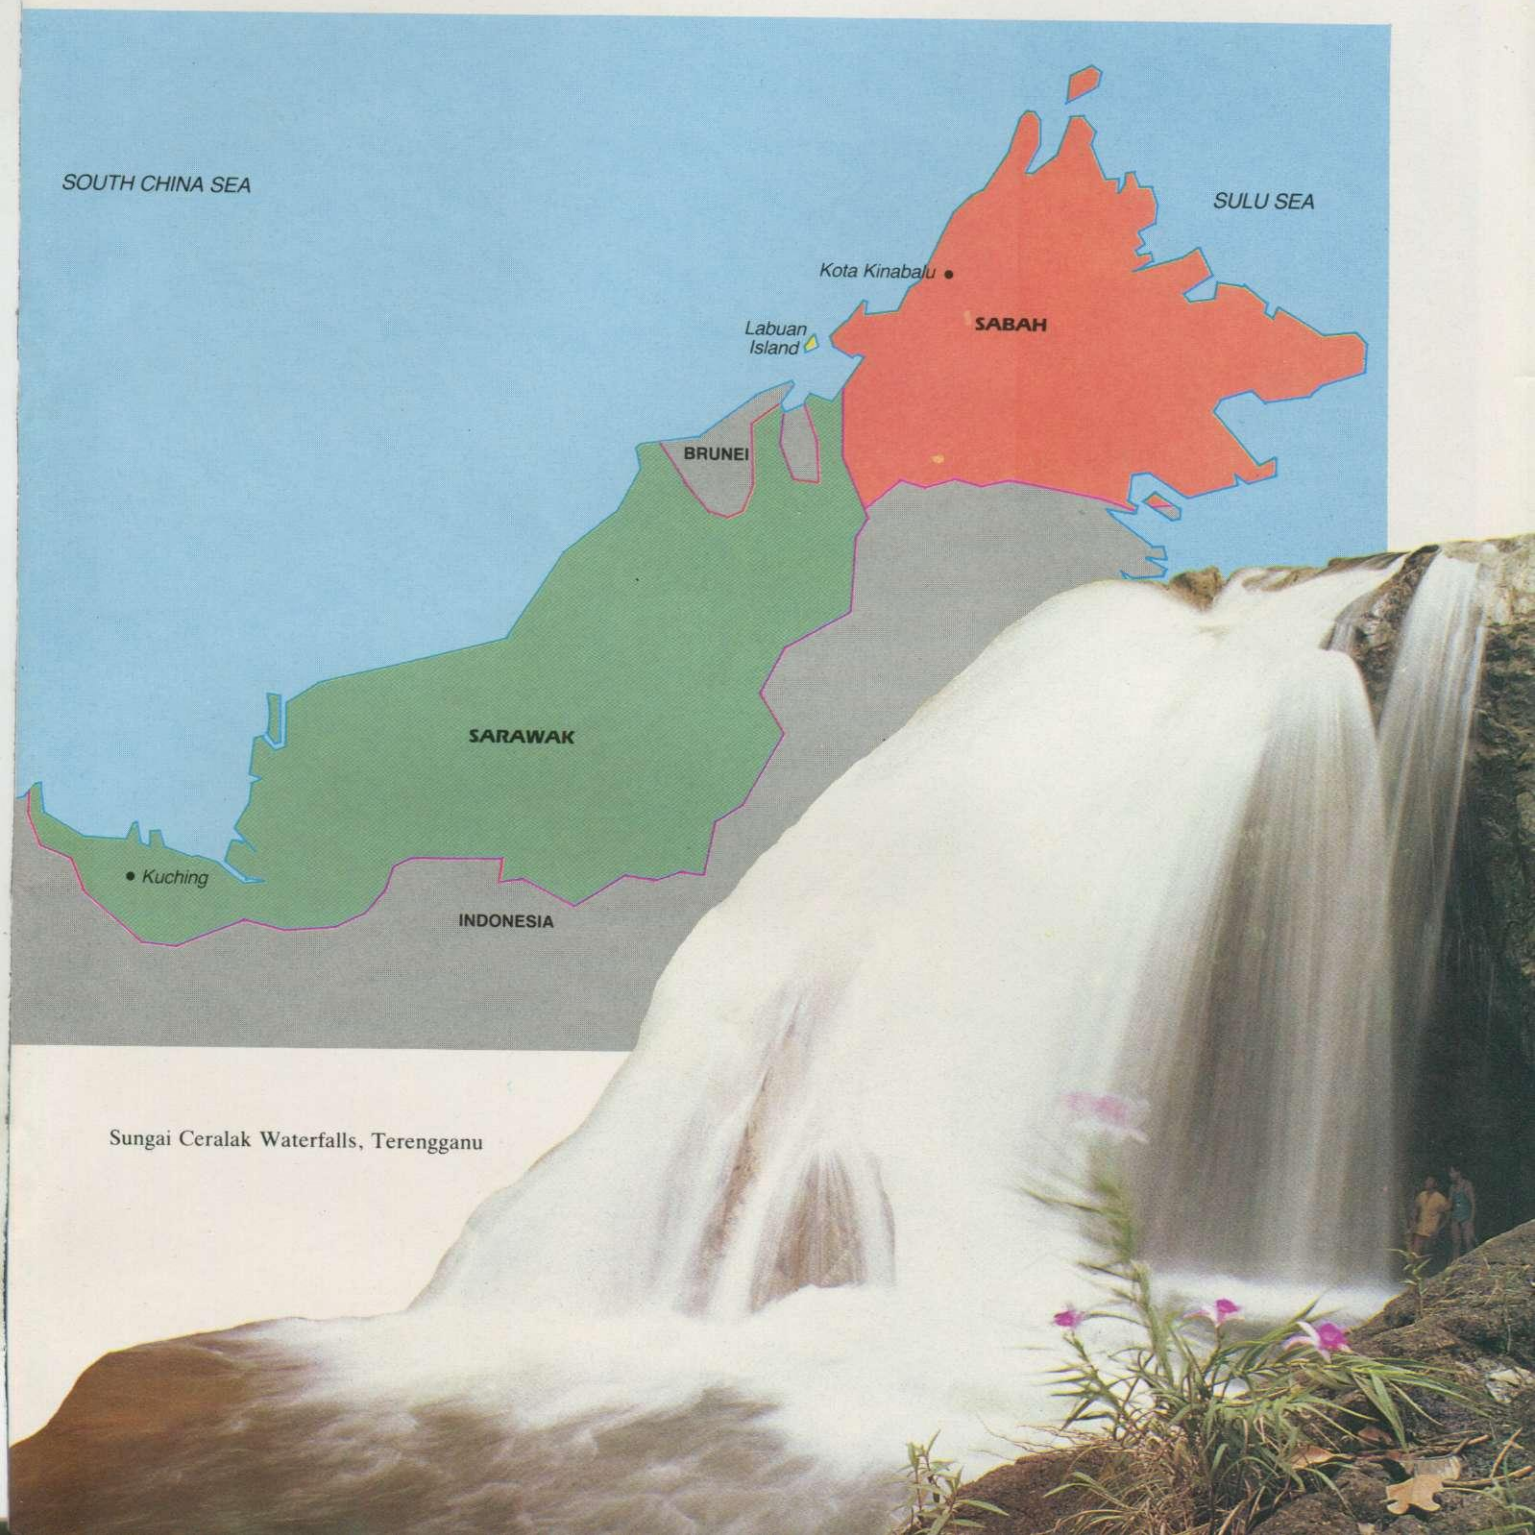 SOUTH CHINA SEA
SULU SEA
Kota Kinabalu
SABAH
Labuan
Island
BRUNEI
SARAWAK
Kuching
INDONESIA
Sungai Ceralak Waterfalls, Terengganu